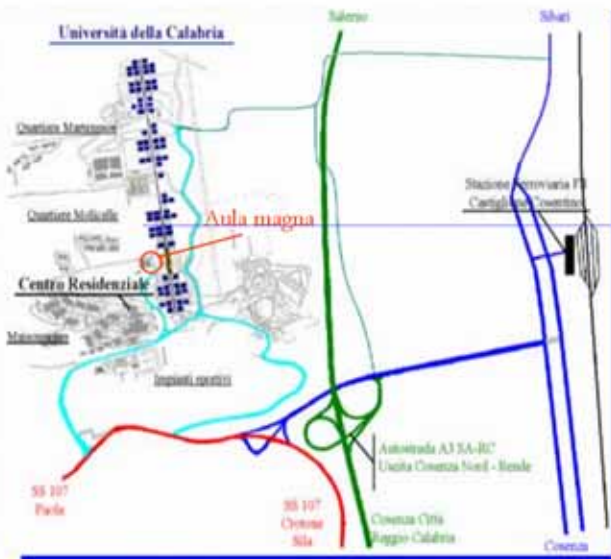 Salerno
Sibari
Università della Calabria
Quartiere Martensson
Stazione Ferroviaria FS
Castiglione Cosentino
Quartiere Molicelle
Aula magna
Centro Residenziale
Maisonnettes
Impianti sportivi
Autostrada A3 SA-RC
Uscita Cosenza Nord - Rende
SS 107
Paola
SS 107
Crotone
Sila
Cosenza Città
Reggio Calabria
Cosenza